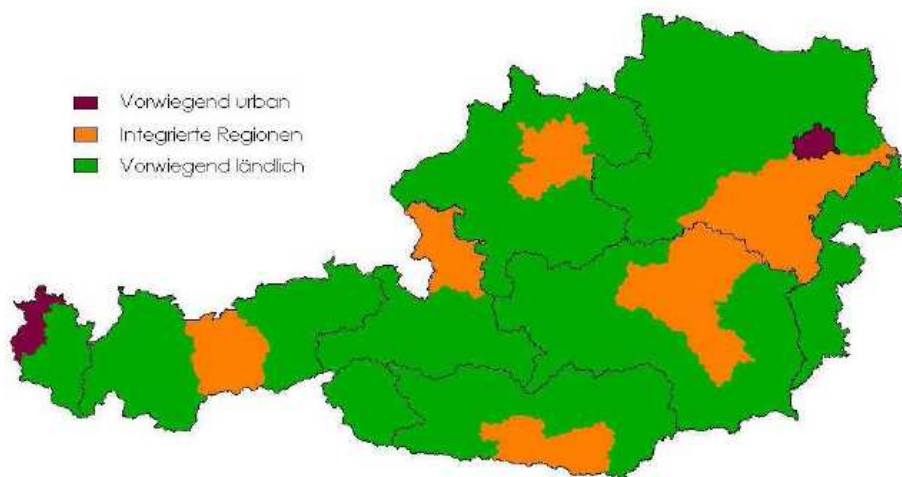 Vorwiegend urban
Integrierte Regionen
Vorwiegend ländlich